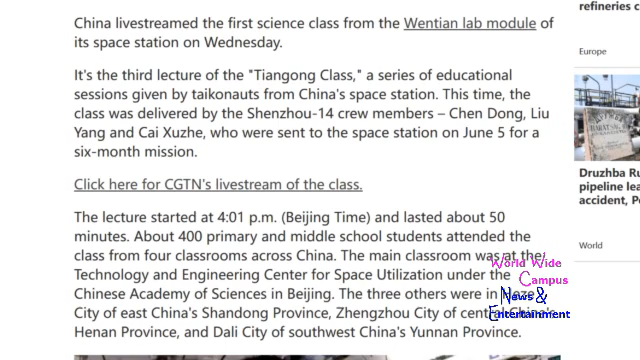 China livestreamed the first science class from the Wentian lab module of
its space station on Wednesday.
It's the third lecture of the "Tiangong Class," a series of educational
sessions given by taikonauts from China's space station. This time, the
class was delivered by the Shenzhou-14 crew members – Chen Dong, Liu
Yang and Cai Xuzhe, who were sent to the space station on June 5 for a
six-month mission.
Click here for CGTN's livestream of the class.
The lecture started at 4:01 p.m. (Beijing Time) and lasted about 50
minutes. About 400 primary and middle school students attended the
class from four classrooms across China. The main classroom was at the
Technology and Engineering Center for Space Utilization under the
Chinese Academy of Sciences in Beijing. The three others were in
City of east China's Shandong Province, Zhengzhou City of central China's
Henan Province, and Dali City of southwest China's Yunnan Province.
World Wide
Campus
News &
Entertainment
refineries c
Europe
Druzhba Ru
pipeline lea
accident, P
World